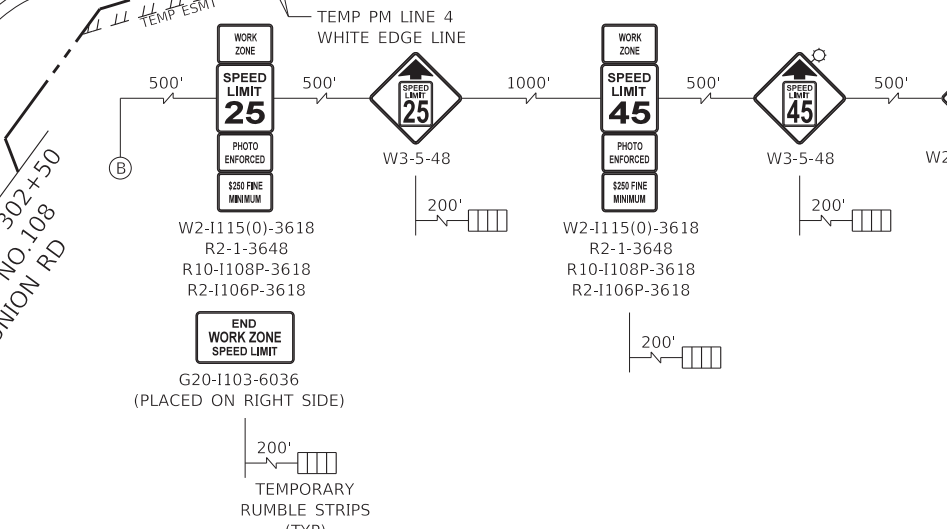 TEMP PM LINE 4
WHITE EDGE LINE
TEMP ESMT
500'
WORK
ZONE
SPEED
LIMIT
25
PHOTO
ENFORCED
$250 FINE
MINIMUM
500'
SPEED
LIMIT
25
W3-5-48
1000'
WORK
ZONE
SPEED
LIMIT
45
PHOTO
ENFORCED
$250 FINE
MINIMUM
500'
SPEED
LIMIT
45
W3-5-48
500'
W2
B
302+50
NO.108
UNION RD
200'
200'
W2-I115(0)-3618
R2-1-3648
R10-I108P-3618
R2-I106P-3618
W2-I115(0)-3618
R2-1-3648
R10-I108P-3618
R2-I106P-3618
END
WORK ZONE
SPEED LIMIT
G20-I103-6036
(PLACED ON RIGHT SIDE)
200'
200'
TEMPORARY
RUMBLE STRIPS
(TYP)